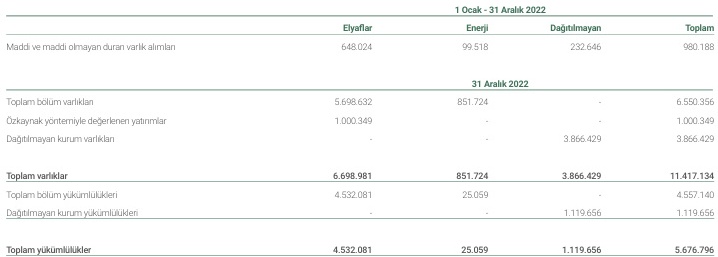 1 Ocak - 31 Aralık 2022
Elyaflar Enerji Dağıtılmayan Toplam
Maddi ve maddi olmayan duran varlık alımları 648.024 99.518 232.646 980.188
31 Aralık 2022
Toplam bölüm varlıkları 5.698.632 851.724 - 6.550.356
Özkaynak yöntemiyle değerlenen yatırımlar 1.000.349 - - 1.000.349
Dağıtılmayan kurum varlıkları - - 3.866.429 3.866.429
Toplam varlıklar 6.698.981 851.724 3.866.429 11.417.134
Toplam bölüm yükümlülükleri 4.532.081 25.059 - 4.557.140
Dağıtılmayan kurum yükümlülükleri - - 1.119.656 1.119.656
Toplam yükümlülükler 4.532.081 25.059 1.119.656 5.676.796